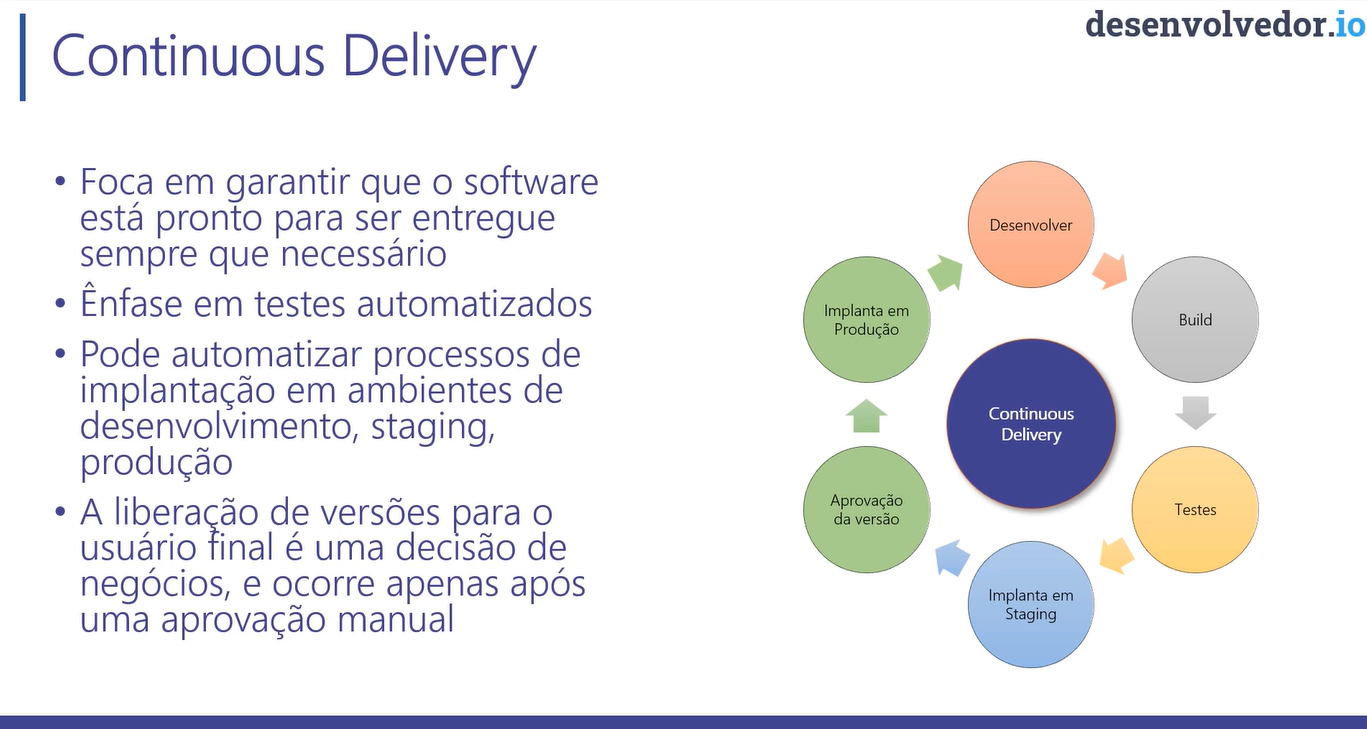 desenvolvedor.io
Continuous Delivery
• Foca em garantir que o software
está pronto para ser entregue
sempre que necessário
• Ênfase em testes automatizados
• Pode automatizar processos de
implantação em ambientes de
desenvolvimento, staging,
produção
• A liberação de versões para o
usuário final é uma decisão de
negócios, e ocorre apenas após
uma aprovação manual
Desenvolver
Build
Testes
Implanta em
Staging
Aprovação
da versão
Implanta em
Produção
Continuous
Delivery